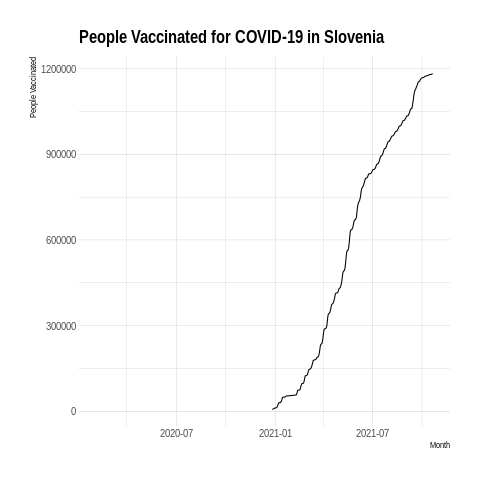 People Vaccinated for COVID-19 in Slovenia
People Vaccinated
1200000
900000
600000
300000
0
2020-07 2021-01 2021-07
Month